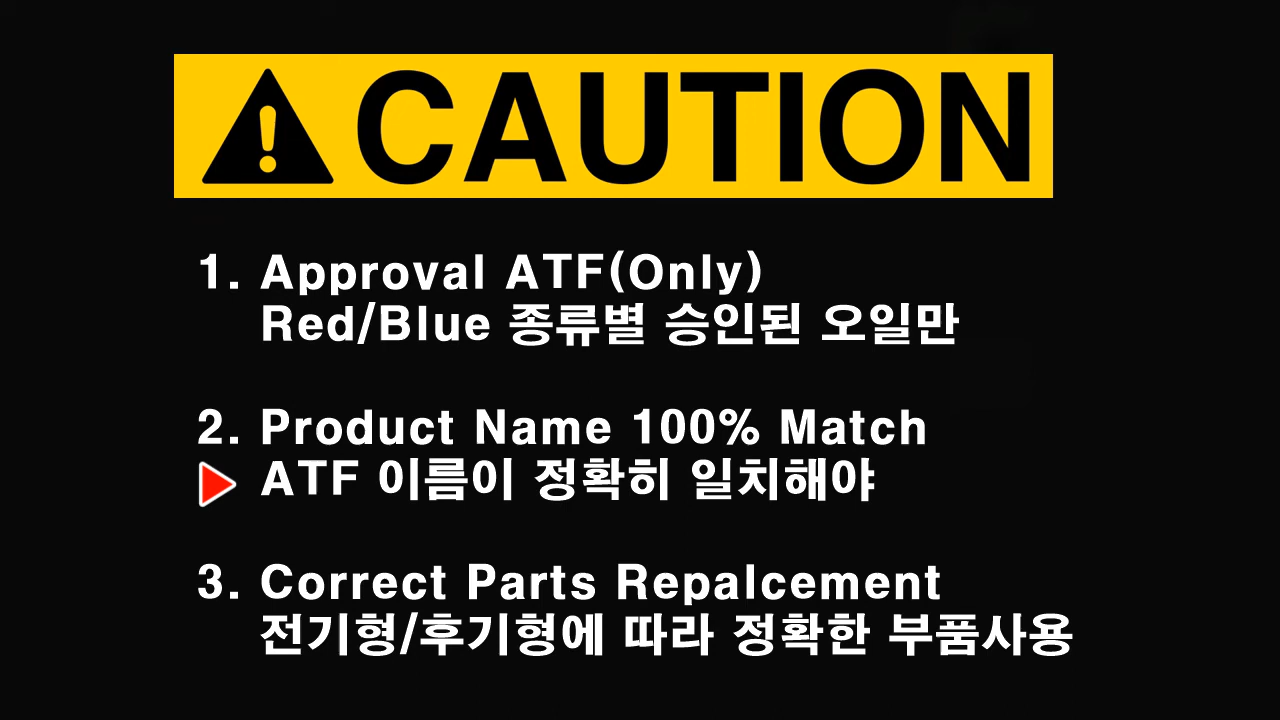 CAUTION
1. Approval ATF(Only)
Red/Blue 종류별 승인된 오일만
2. Product Name 100% Match
ATF 이름이 정확히 일치해야
3. Correct Parts Repalcement
전기형/후기형에 따라 정확한 부품사용